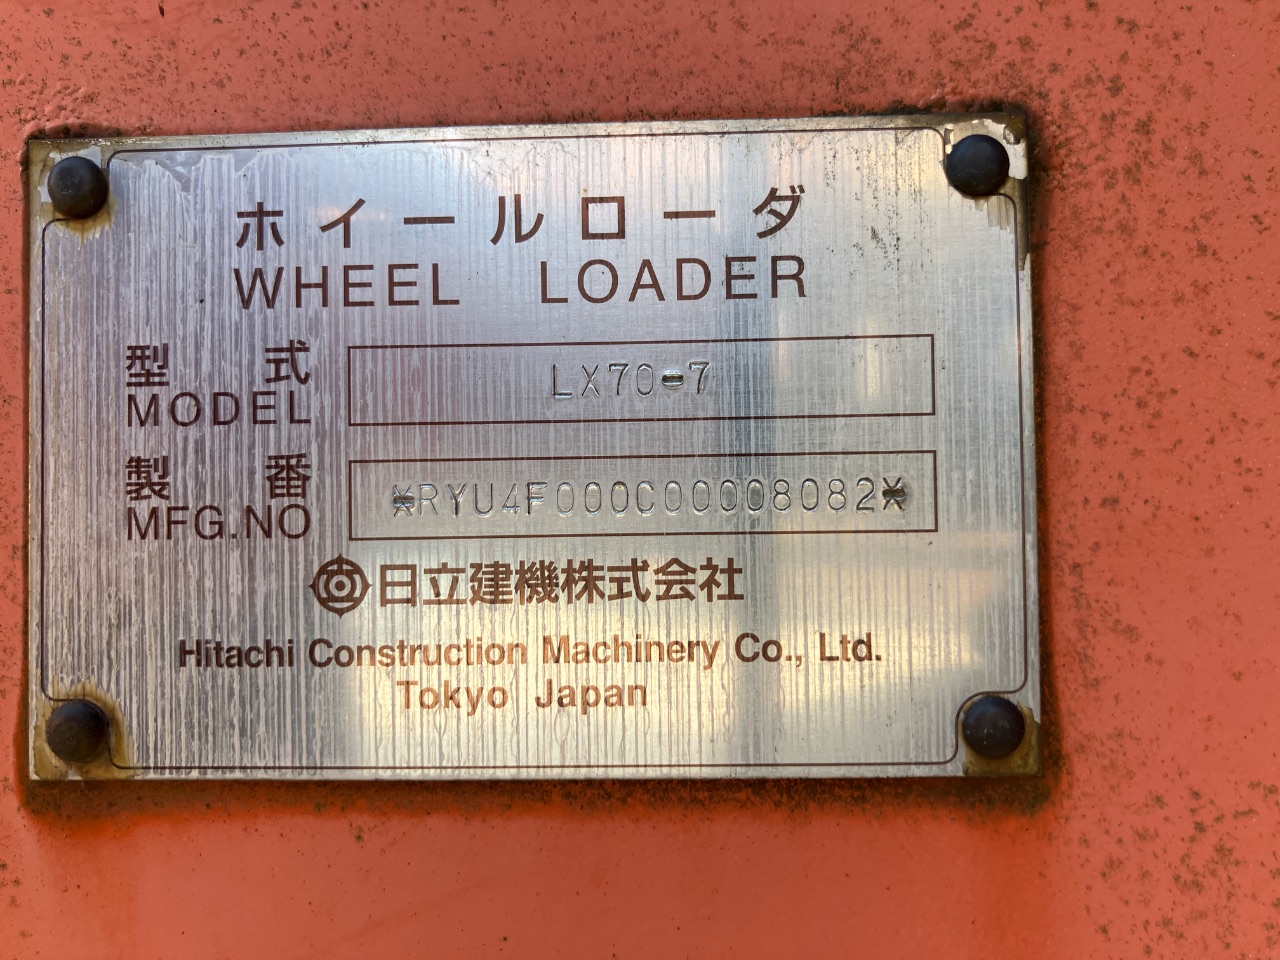 ホイールローダ
WHEEL LOADER
型式 LX70-7
MODEL
製番 *RYU4F000C00008082*
MFG.NO
日立建機株式会社
Hitachi Construction Machinery Co., Ltd.
Tokyo Japan